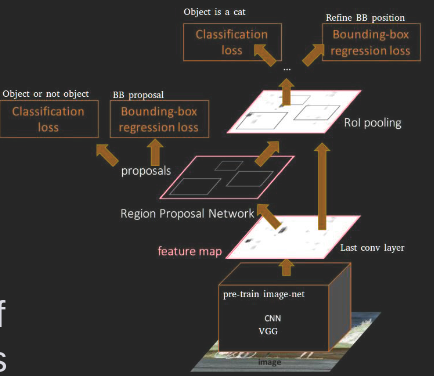 Object is a cat
Refine BB position
Classification
loss
Bounding-box
regression loss
...
Object or not object
BB proposal
Classification
loss
Bounding-box
regression loss
RoI pooling
proposals
Region Proposal Network
feature map
Last conv layer
pre-train image-net
CNN
VGG
image
f
s